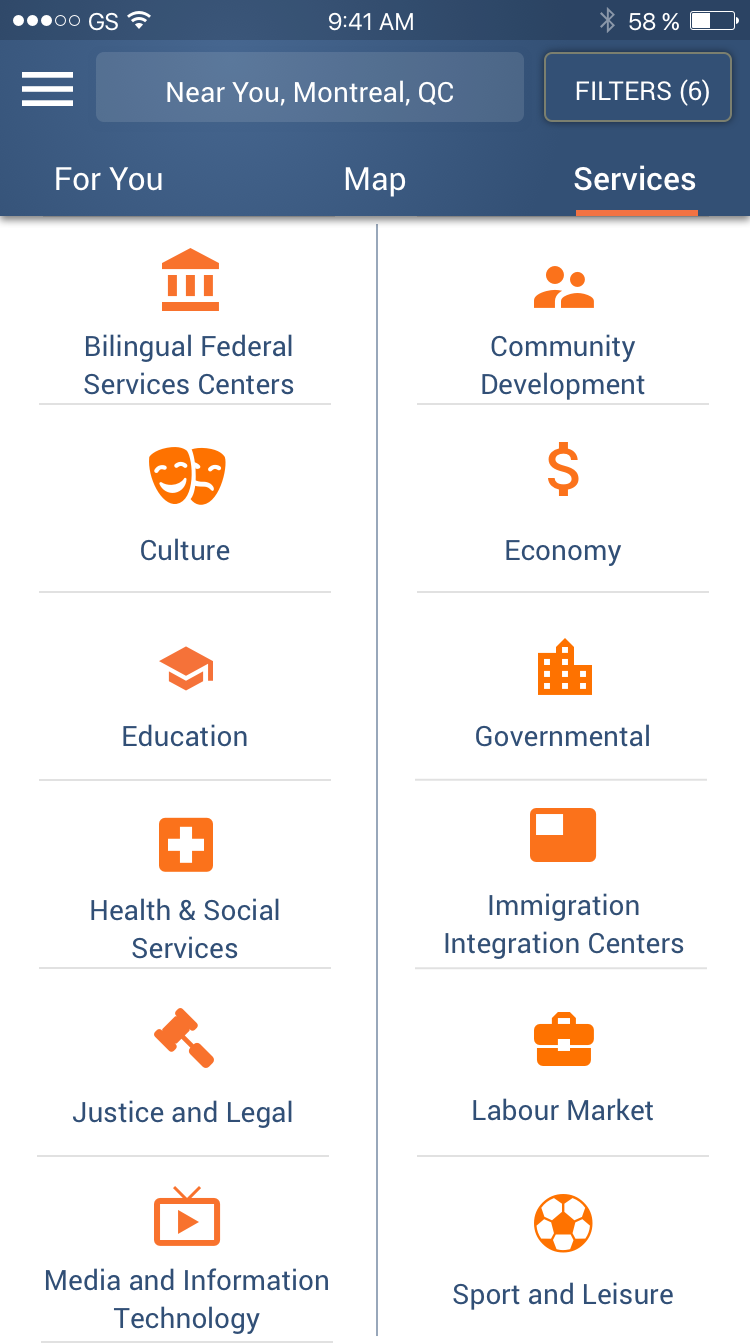 GS 9:41 AM 58 %
Near You, Montreal, QC FILTERS (6)
For You Map Services
Bilingual Federal
Services Centers
Community
Development
Culture
Economy
Education
Governmental
Health & Social
Services
Immigration
Integration Centers
Justice and Legal
Labour Market
Media and Information
Technology
Sport and Leisure